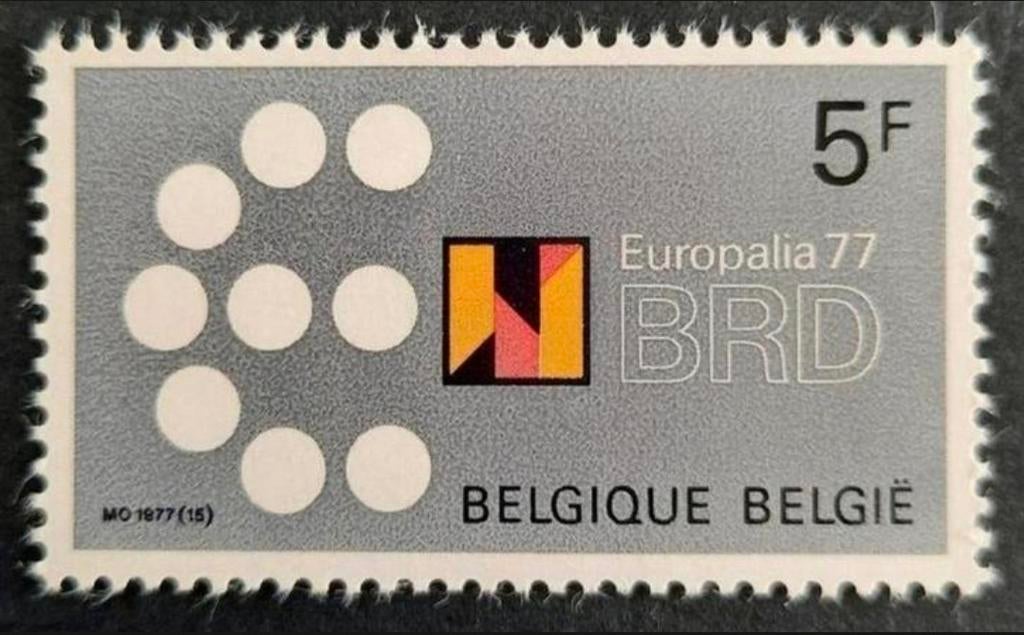 5F
Europalia 77
BRD
BELGIQUE BELGIË
MO 1977 (15)